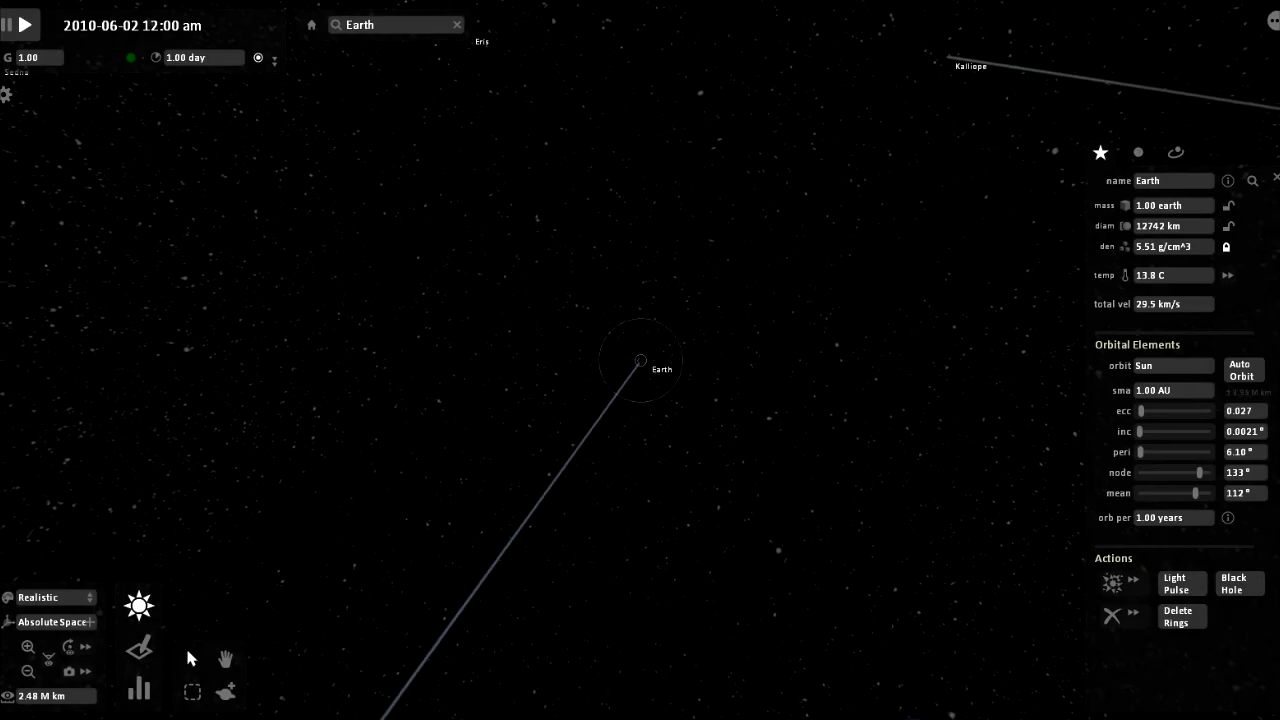 2010-06-02 12:00 am
Earth
Eris
G 1.00
1.00 day
Sedna
Kalliope
name Earth
mass 1.00 earth
diam 12742 km
den 5.51 g/cm^3
temp 13.8 C
total vel 29.5 km/s
Earth
Orbital Elements
orbit Sun
Auto
Orbit
sma 1.00 AU
ecc 0.027
inc 0.0021°
peri 6.10°
node 133°
mean 112°
orb per 1.00 years
Actions
Light
Pulse
Black
Hole
Delete
Rings
Realistic
Absolute Space
2.48 M km